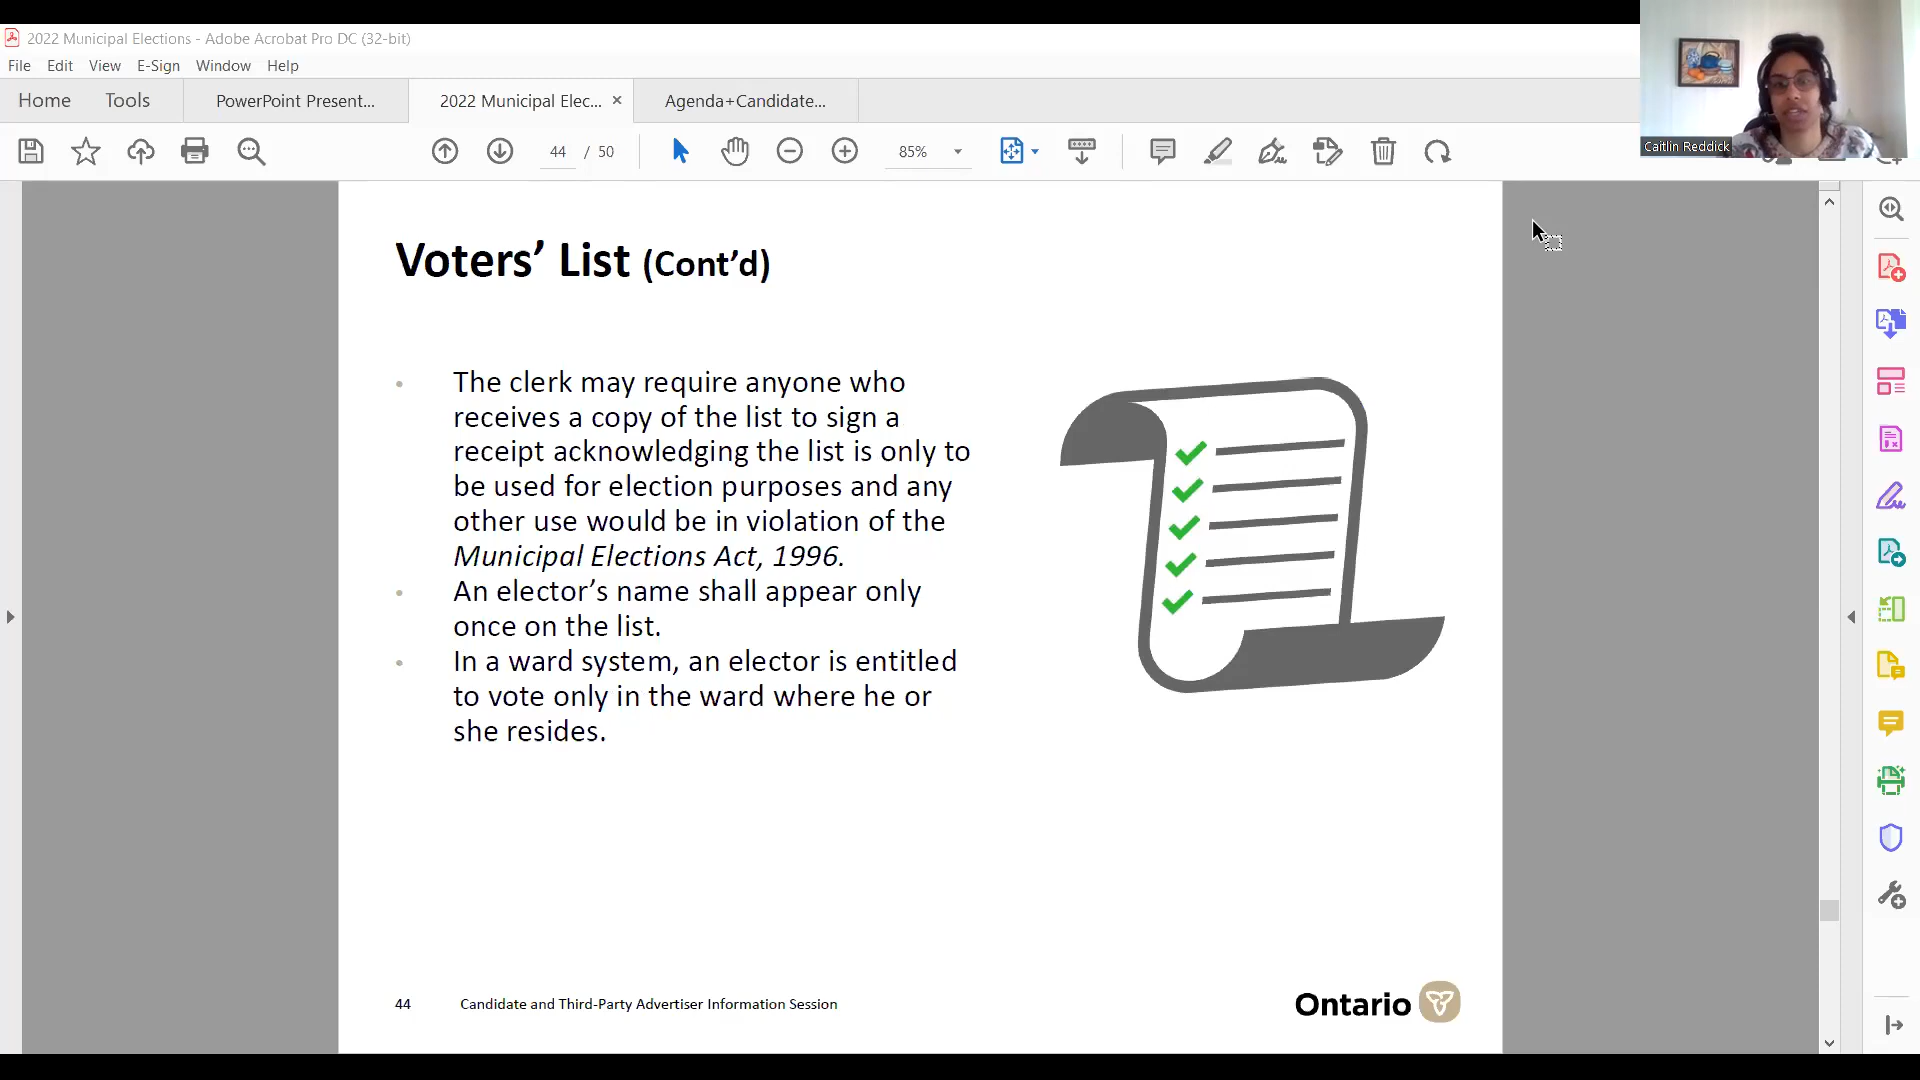 2022 Municipal Elections - Adobe Acrobat Pro DC (32-bit)
File Edit View E-Sign Window Help
Home Tools PowerPoint Present... 2022 Municipal Elec... × Agenda+Candidate...
44 / 50 85%
Caitlin Reddick
Voters’ List (Cont’d)
• The clerk may require anyone who
receives a copy of the list to sign a
receipt acknowledging the list is only to
be used for election purposes and any
other use would be in violation of the
Municipal Elections Act, 1996.
• An elector’s name shall appear only
once on the list.
• In a ward system, an elector is entitled
to vote only in the ward where he or
she resides.
44 Candidate and Third-Party Advertiser Information Session
Ontario